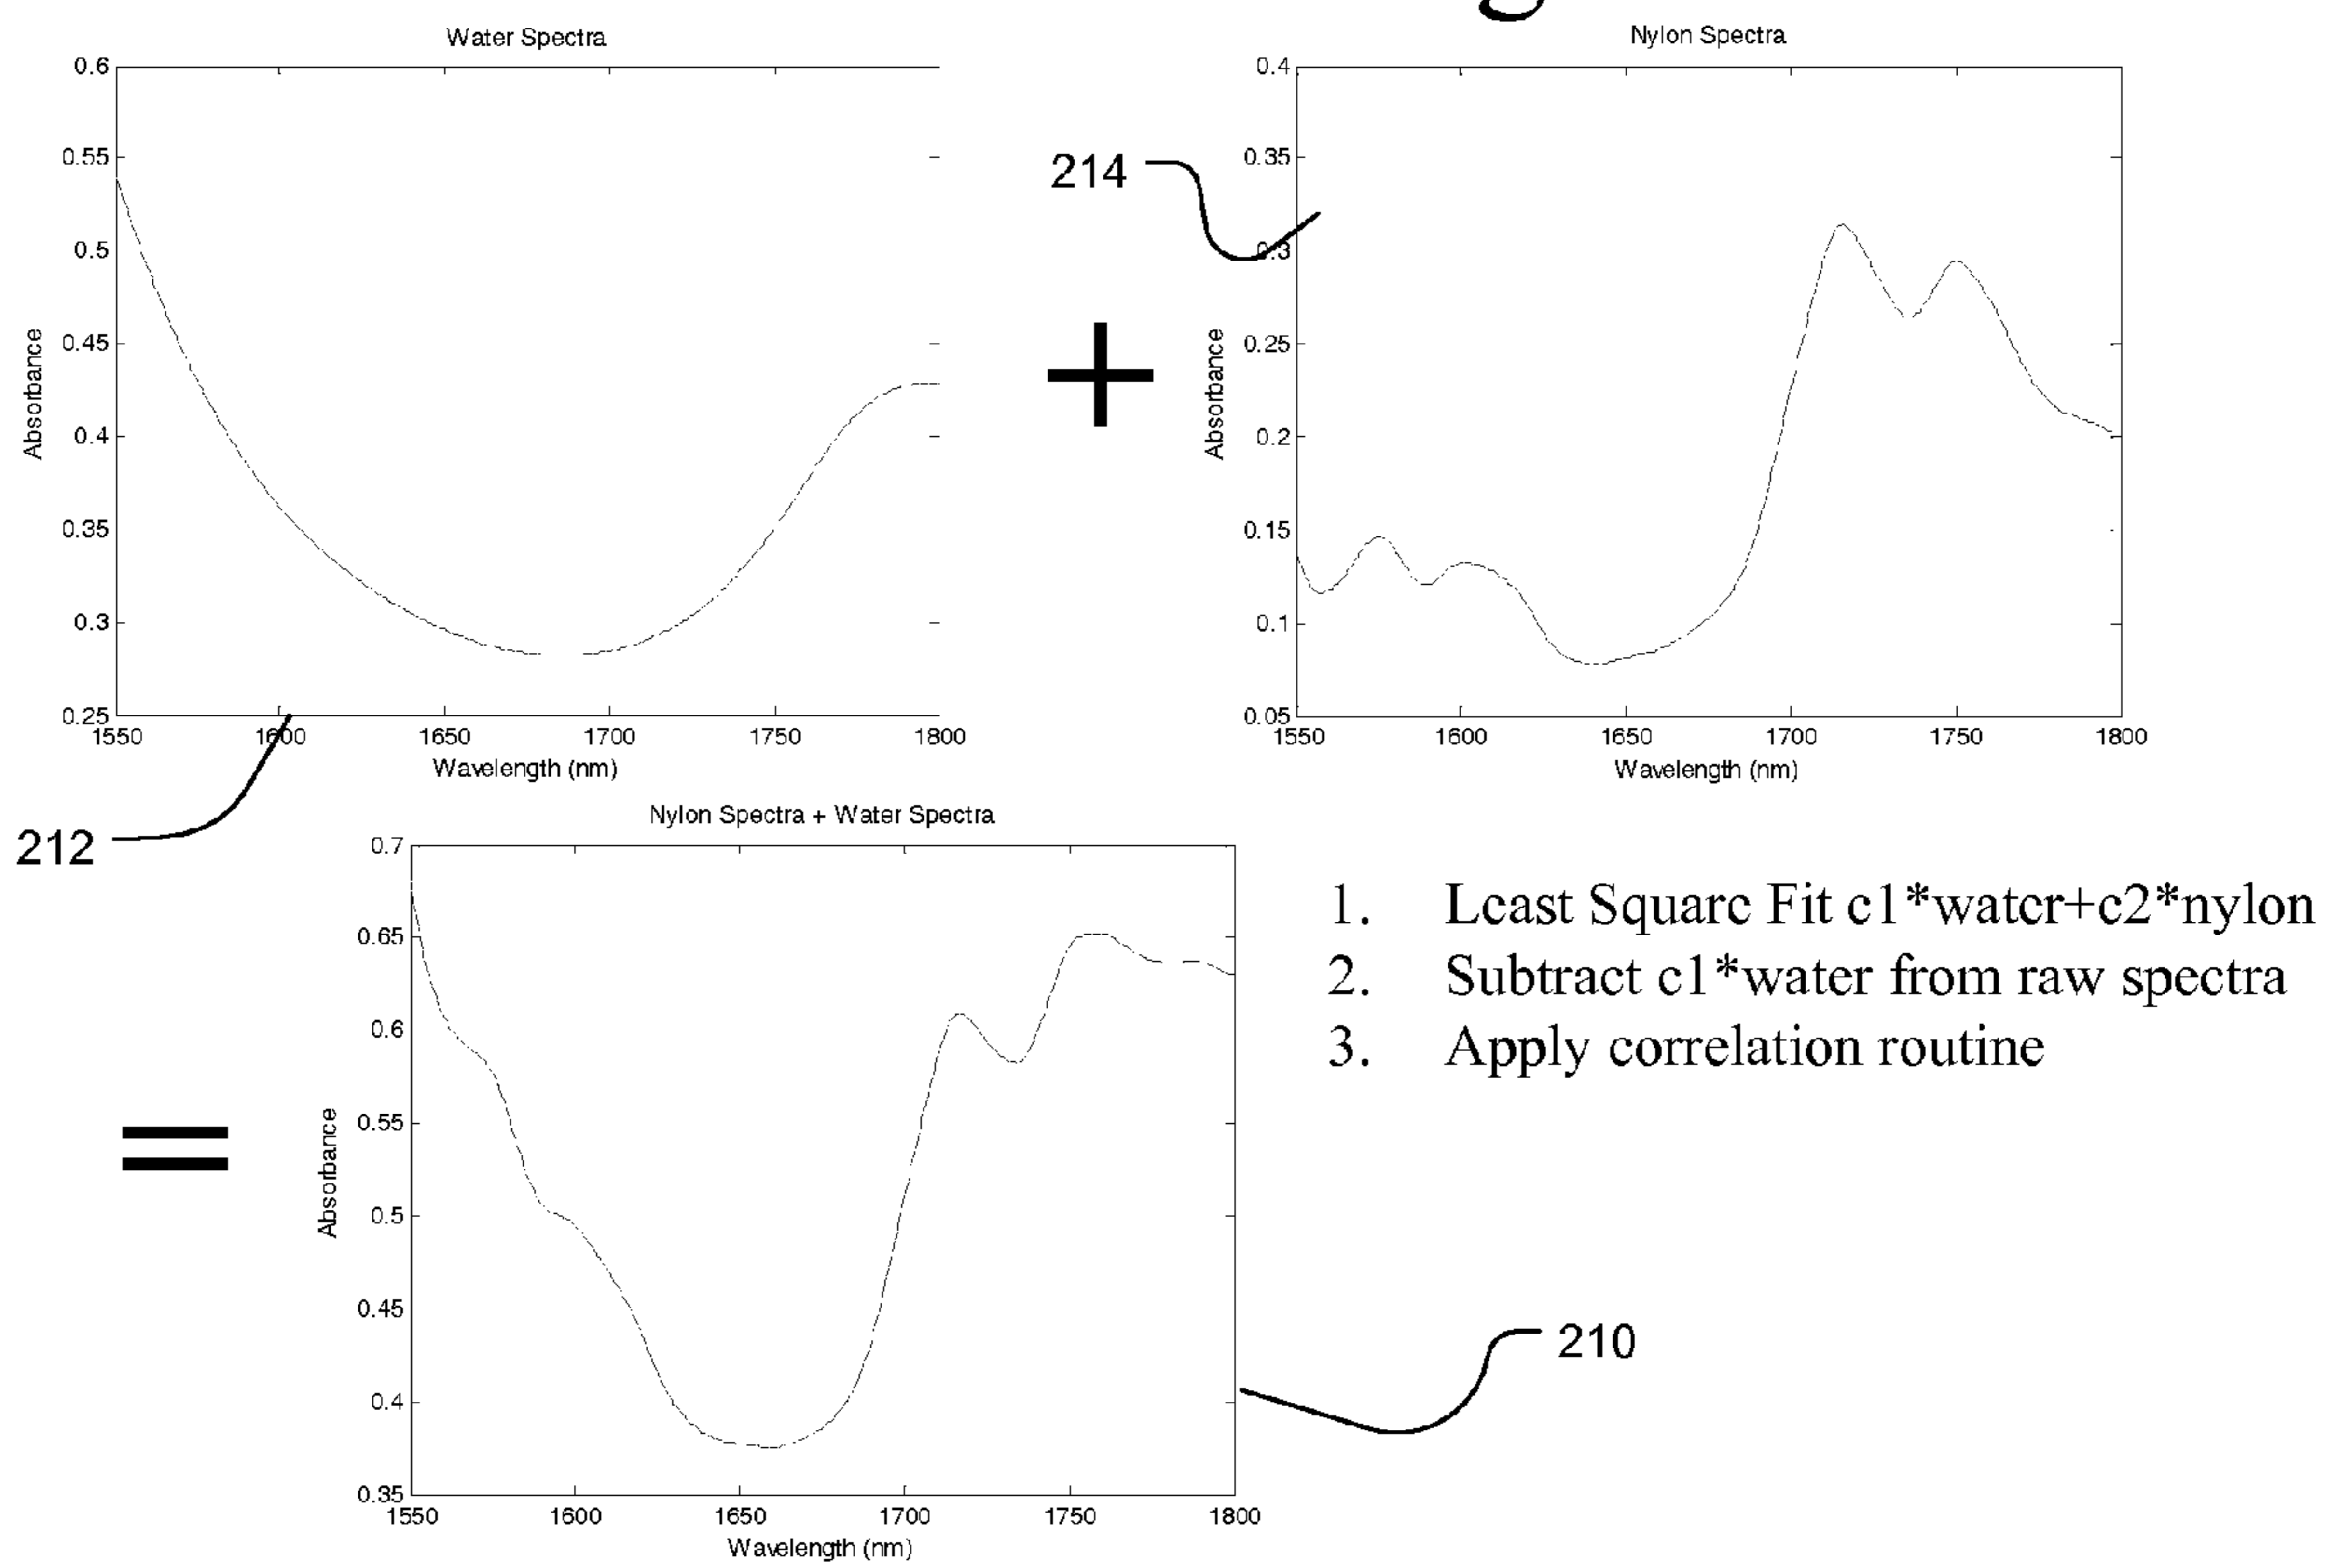 Water Spectra
0.6
0.55
0.5
0.45
0.4
0.35
0.3
0.25
Absorbance
1550 1600 1650 1700 1750 1800
Wavelength (nm)
212
214
Nylon Spectra
0.4
0.35
0.3
0.25
0.2
0.15
0.1
0.05
Absorbance
1550 1600 1650 1700 1750 1800
Wavelength (nm)
+
=
Nylon Spectra + Water Spectra
0.7
0.65
0.6
0.55
0.5
0.45
0.4
0.35
Absorbance
1550 1600 1650 1700 1750 1800
Wavelength (nm)
1. Least Square Fit c1*water+c2*nylon
2. Subtract c1*water from raw spectra
3. Apply correlation routine
210